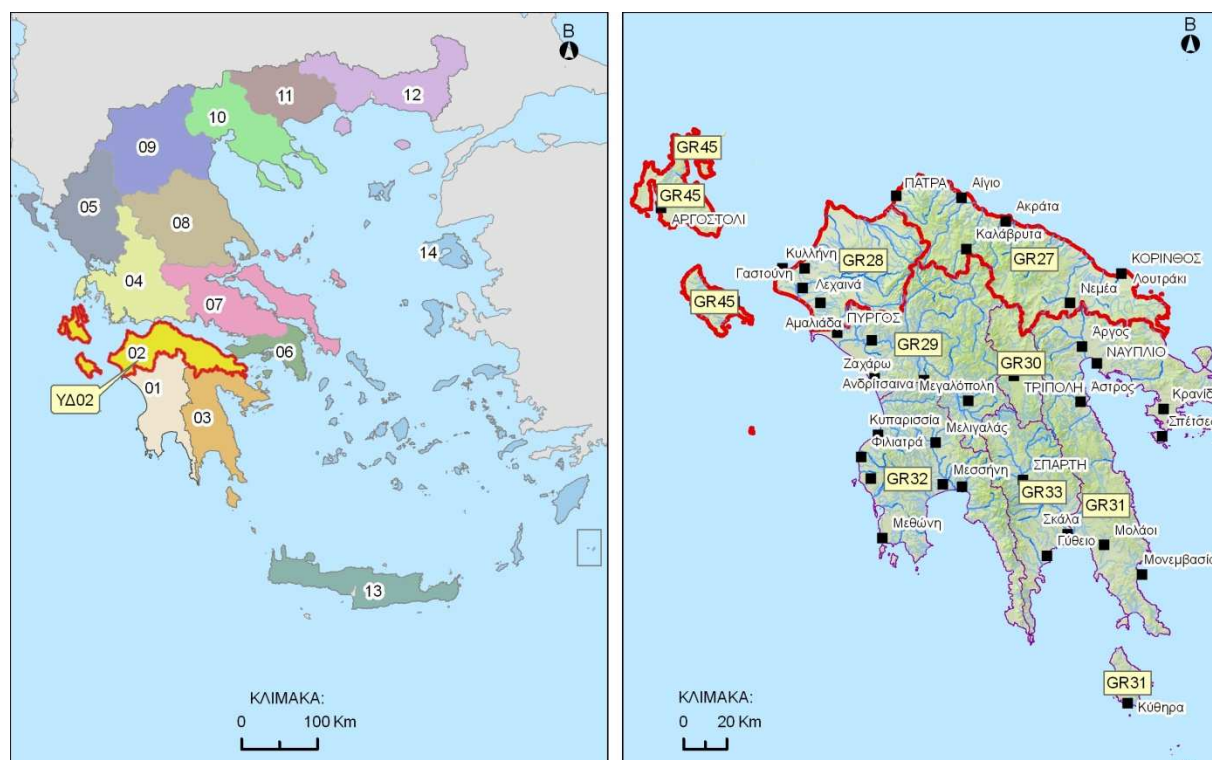 Β
11
12
10
09
05
08
14
04
07
06
02
01
03
ΥΔ02
13
ΚΛΙΜΑΚΑ:
0 100 Km
Β
GR45
GR45
ΑΡΓΟΣΤΟΛΙ
GR45
ΠΑΤΡΑ
Αίγιο
Ακράτα
Καλάβρυτα
Κυλλήνη
GR28
GR27
ΚΟΡΙΝΘΟΣ
Γαστούνη
Λεχαινά
Λουτράκι
Νεμέα
Αμαλιάδα
ΠΥΡΓΟΣ
Άργος
GR29
ΝΑΥΠΛΙΟ
Ζαχάρω
GR30
Ανδρίτσαινα
Μεγαλόπολη
ΤΡΙΠΟΛΗ
Άστρος
Κρανίδ
Σπέτσες
Κυπαρισσία
Μελιγαλάς
Φιλιατρά
Μεσσήνη
ΣΠΑΡΤΗ
GR32
GR33
GR31
Σκάλα
Μεθώνη
Γύθειο
Μολάοι
Μονεμβασία
GR31
Κύθηρα
ΚΛΙΜΑΚΑ:
0 20 Km